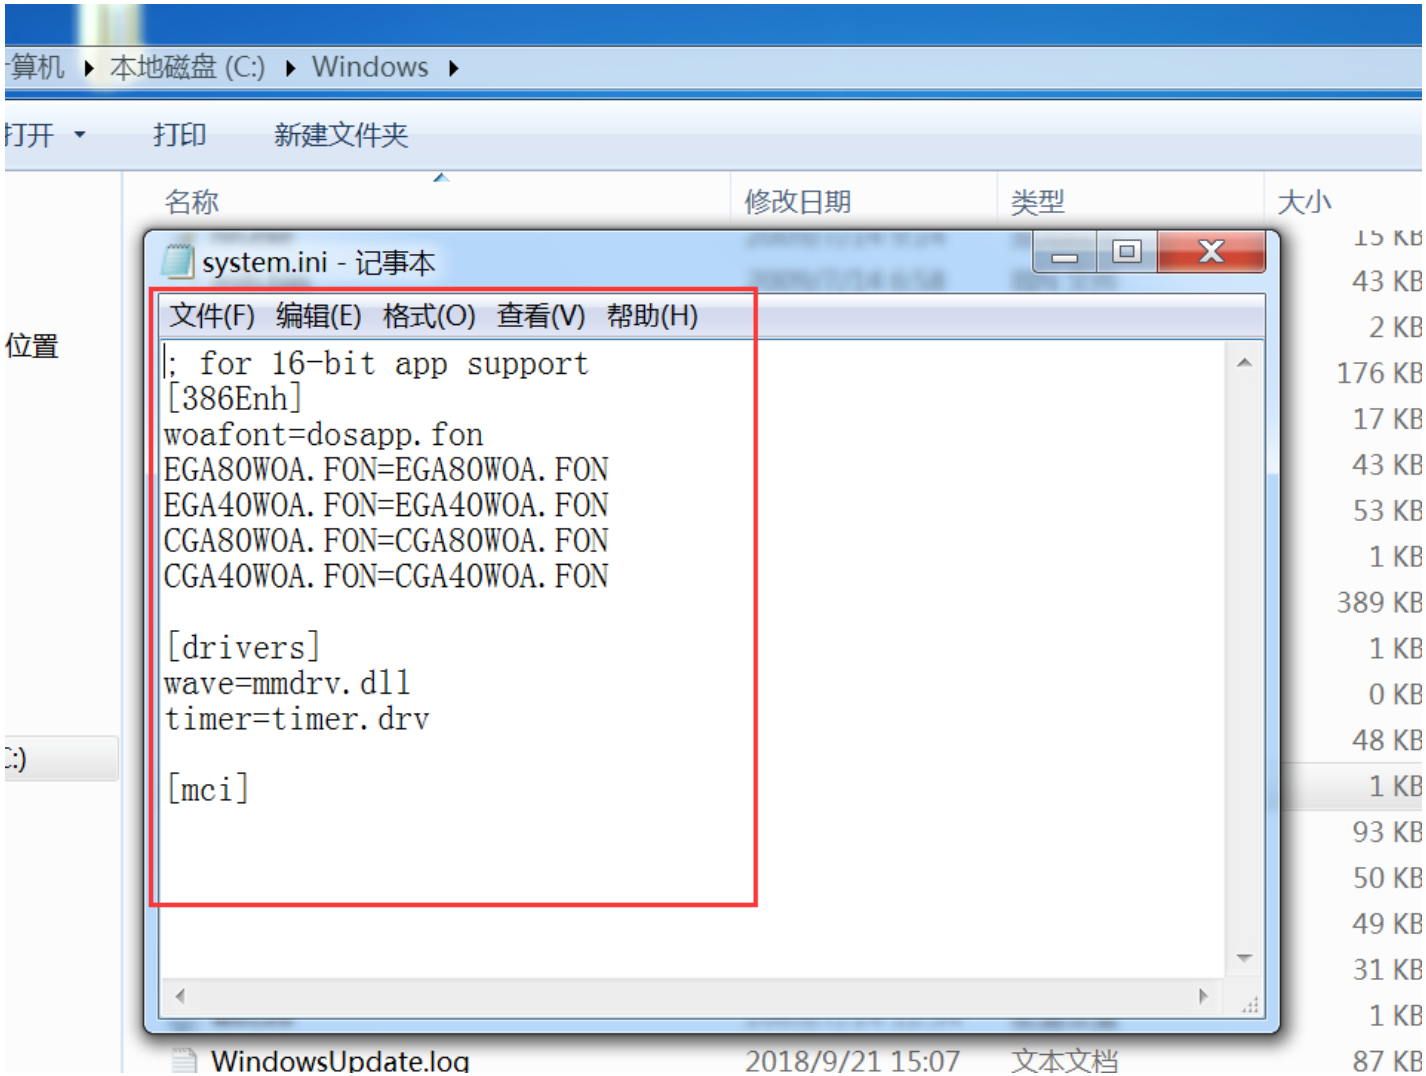 算机 ▸ 本地磁盘 (C:) ▸ Windows ▸
打开 打印 新建文件夹
名称 修改日期 类型 大小
15 KB
system.ini - 记事本
43 KB
文件(F) 编辑(E) 格式(O) 查看(V) 帮助(H)
2 KB
位置
; for 16-bit app support
176 KB
[386Enh]
17 KB
woafont=dosapp.fon
EGA80WOA.FON=EGA80WOA.FON
43 KB
EGA40WOA.FON=EGA40WOA.FON
53 KB
CGA80WOA.FON=CGA80WOA.FON
1 KB
CGA40WOA.FON=CGA40WOA.FON
389 KB
[drivers]
1 KB
wave=mmdrv.dll
0 KB
timer=timer.drv
48 KB
C:)
[mci]
1 KB
93 KB
50 KB
49 KB
31 KB
1 KB
WindowsUpdate.log 2018/9/21 15:07 文本文档 87 KB